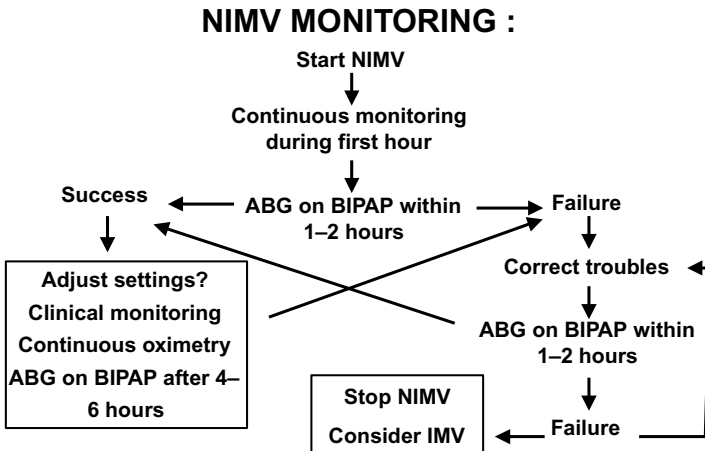 NIMV MONITORING :
Start NIMV
Continuous monitoring
during first hour
Success
ABG on BIPAP within
1–2 hours
Failure
Adjust settings?
Clinical monitoring
Continuous oximetry
ABG on BIPAP after 4–
6 hours
Correct troubles
ABG on BIPAP within
1–2 hours
Stop NIMV
Consider IMV
Failure